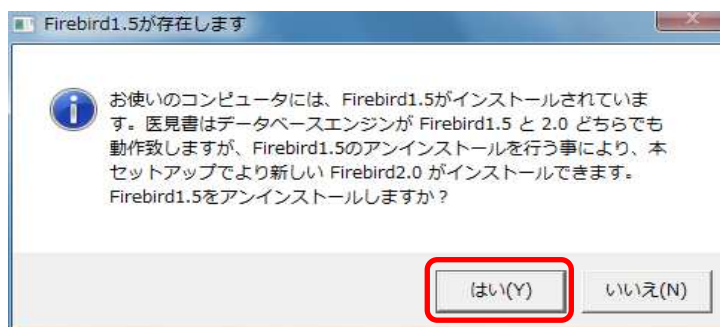 Firebird1.5が存在します
お使いのコンピュータには、Firebird1.5がインストールされていま
す。医見書はデータベースエンジンが Firebird1.5 と 2.0 どちらでも
動作致しますが、Firebird1.5のアンインストールを行う事により、本
セットアップでより新しい Firebird2.0 がインストールできます。
Firebird1.5をアンインストールしますか？
はい(Y) いいえ(N)